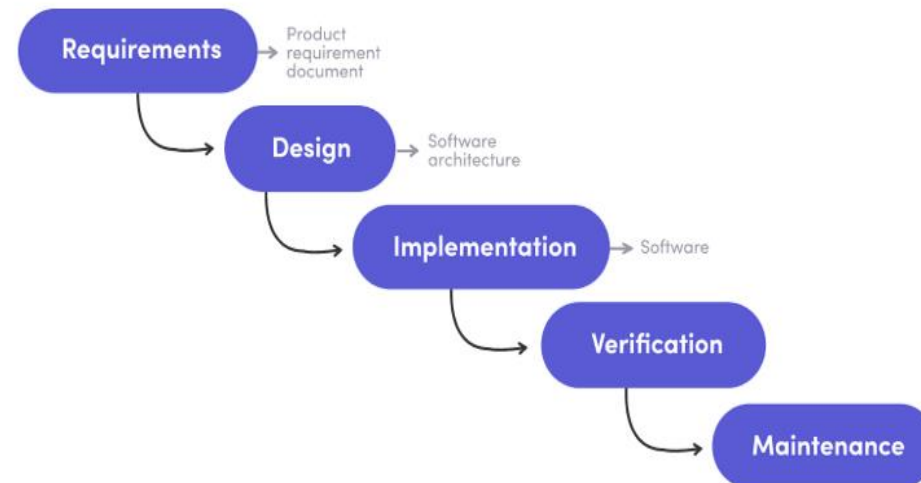 Requirements
Product
requirement
document
Design
Software
architecture
Implementation
Software
Verification
Maintenance